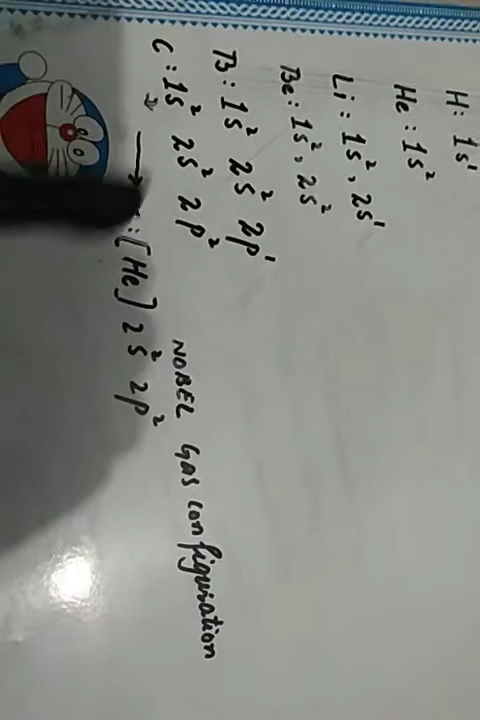 H: 1s¹
He: 1s²
Li: 1s², 2s¹
Be: 1s², 2s²
B: 1s² 2s² 2p¹
C: 1s² 2s² 2p²
→ : [He] 2s² 2p²
NOBEL Gas configuration